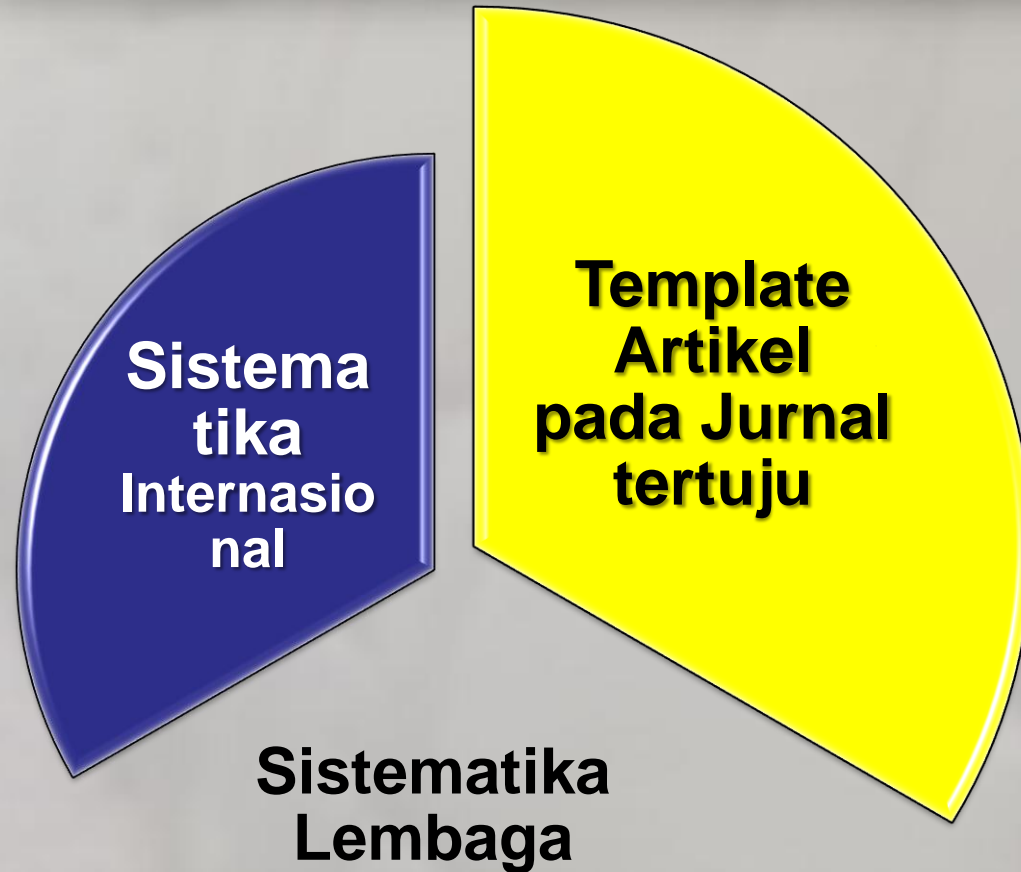 Sistema
tika
Internasio
nal
Template
Artikel
pada Jurnal
tertuju
Sistematika
Lembaga